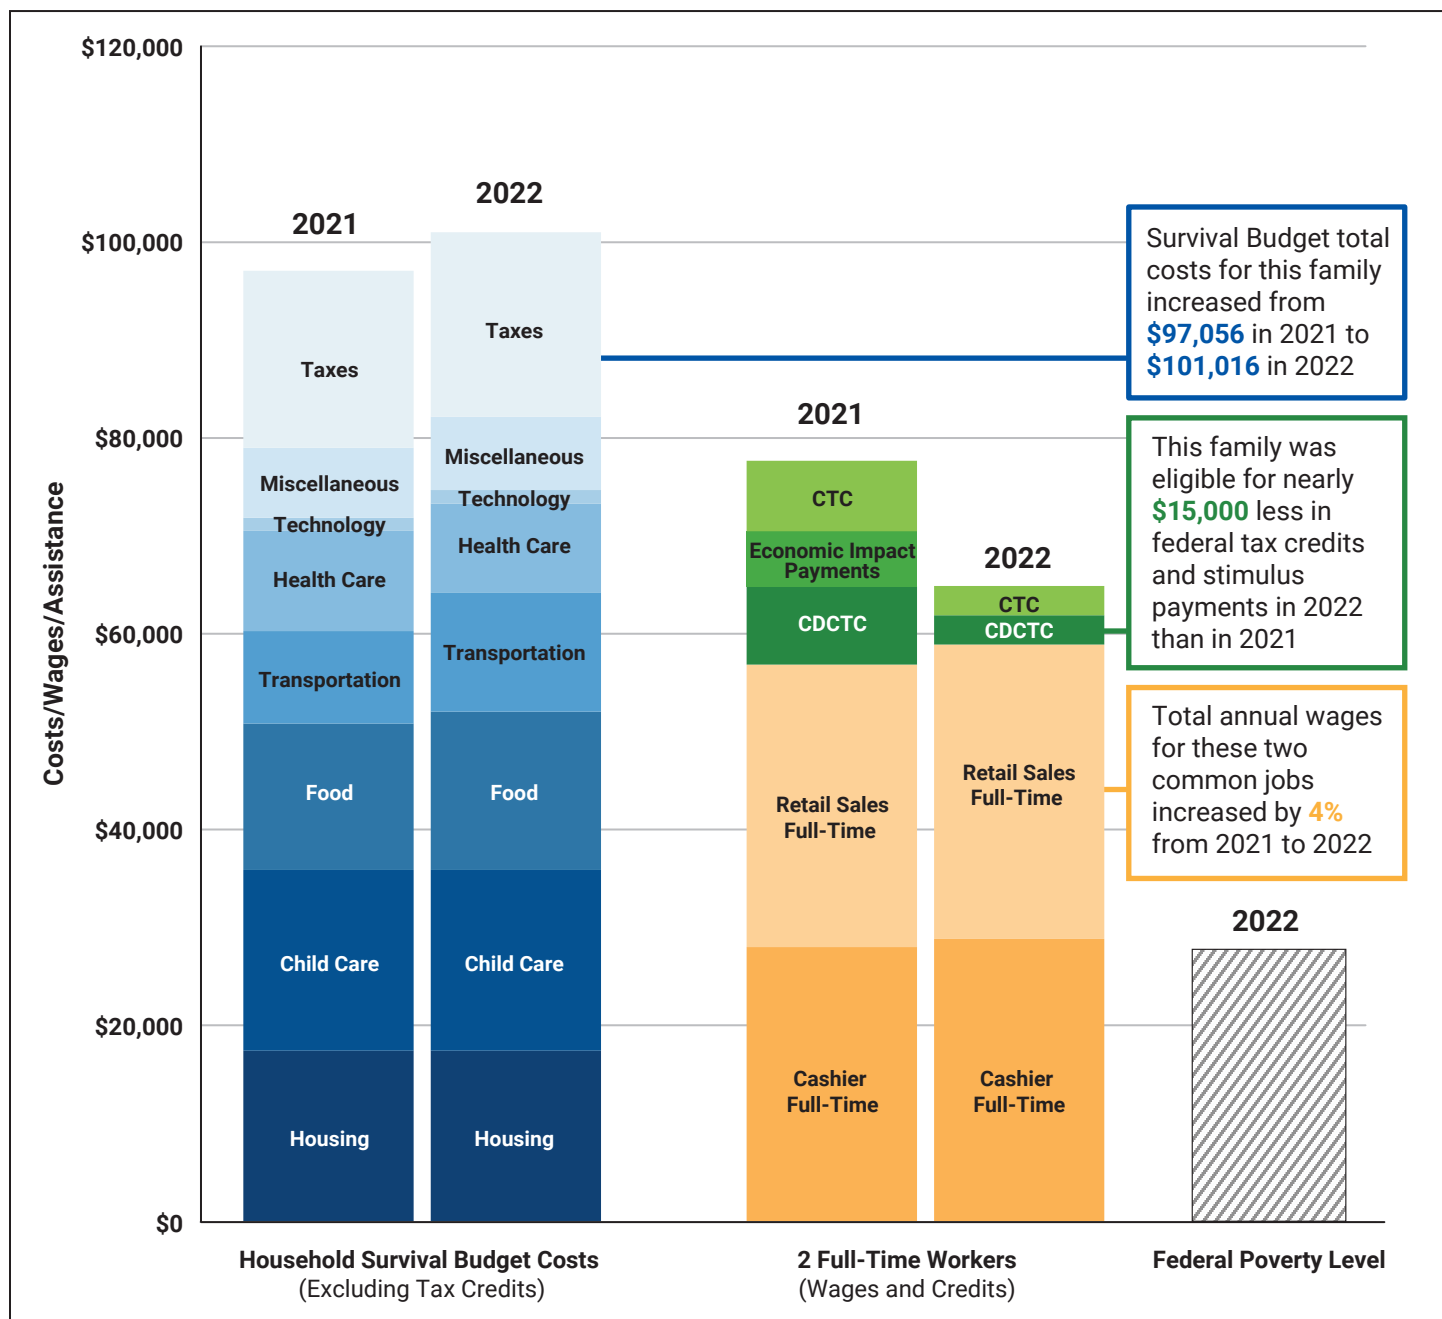 $120,000
$100,000
$80,000
$60,000
$40,000
$20,000
$0
Costs/Wages/Assistance
2021
Taxes
Miscellaneous
Technology
Health Care
Transportation
Food
Child Care
Housing
2022
Taxes
Miscellaneous
Technology
Health Care
Transportation
Food
Child Care
Housing
2021
CTC
Economic Impact
Payments
CDCTC
Retail Sales
Full-Time
Cashier
Full-Time
2022
CTC
CDCTC
Retail Sales
Full-Time
Cashier
Full-Time
Survival Budget total
costs for this family
increased from
$97,056 in 2021 to
$101,016 in 2022
This family was
eligible for nearly
$15,000 less in
federal tax credits
and stimulus
payments in 2022
than in 2021
Total annual wages
for these two
common jobs
increased by 4%
from 2021 to 2022
2022
Household Survival Budget Costs
(Excluding Tax Credits)
2 Full-Time Workers
(Wages and Credits)
Federal Poverty Level